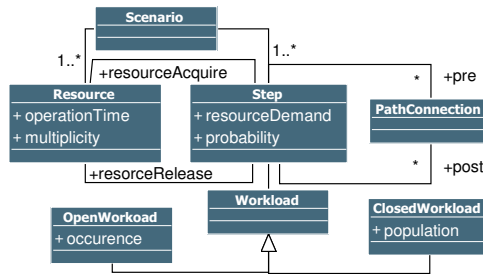 Scenario
1..*
1..*
+resourceAcquire
* +pre
Resource
+ operationTime
+ multiplicity
Step
+ resourceDemand
+ probability
PathConnection
+resorceRelease
* +post
Workload
OpenWorkoad
+ occurence
ClosedWorkload
+ population